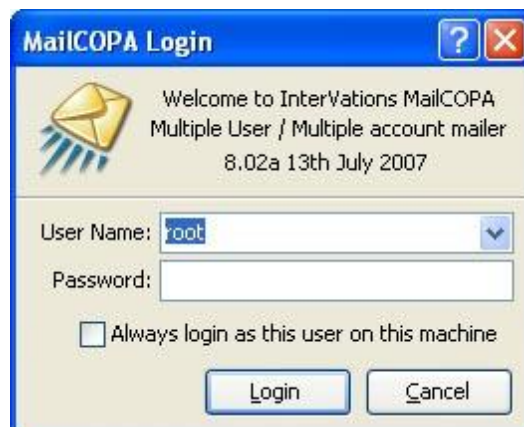 MailCOPA Login
Welcome to InterVations MailCOPA
Multiple User / Multiple account mailer
8.02a 13th July 2007
User Name: root
Password:
Always login as this user on this machine
Login Cancel